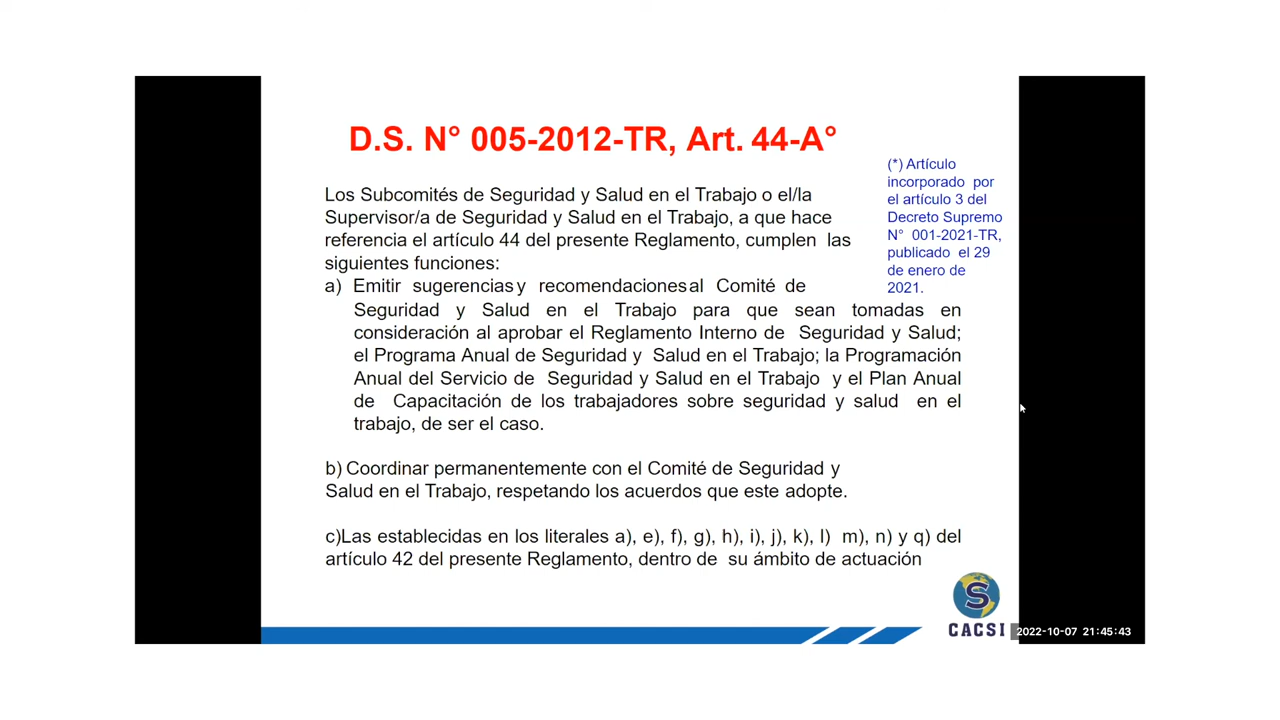 D.S. N° 005-2012-TR, Art. 44-A°
(*) Artículo
incorporado por
el artículo 3 del
Decreto Supremo
N° 001-2021-TR,
publicado el 29
de enero de
2021.
Los Subcomités de Seguridad y Salud en el Trabajo o el/la
Supervisor/a de Seguridad y Salud en el Trabajo, a que hace
referencia el artículo 44 del presente Reglamento, cumplen las
siguientes funciones:
a) Emitir sugerencias y recomendaciones al Comité de
Seguridad y Salud en el Trabajo para que sean tomadas en
consideración al aprobar el Reglamento Interno de Seguridad y Salud;
el Programa Anual de Seguridad y Salud en el Trabajo; la Programación
Anual del Servicio de Seguridad y Salud en el Trabajo y el Plan Anual
de Capacitación de los trabajadores sobre seguridad y salud en el
trabajo, de ser el caso.
b) Coordinar permanentemente con el Comité de Seguridad y
Salud en el Trabajo, respetando los acuerdos que este adopte.
c)Las establecidas en los literales a), e), f), g), h), i), j), k), l) m), n) y q) del
artículo 42 del presente Reglamento, dentro de su ámbito de actuación
S
CACSI
2022-10-07 21:45:43